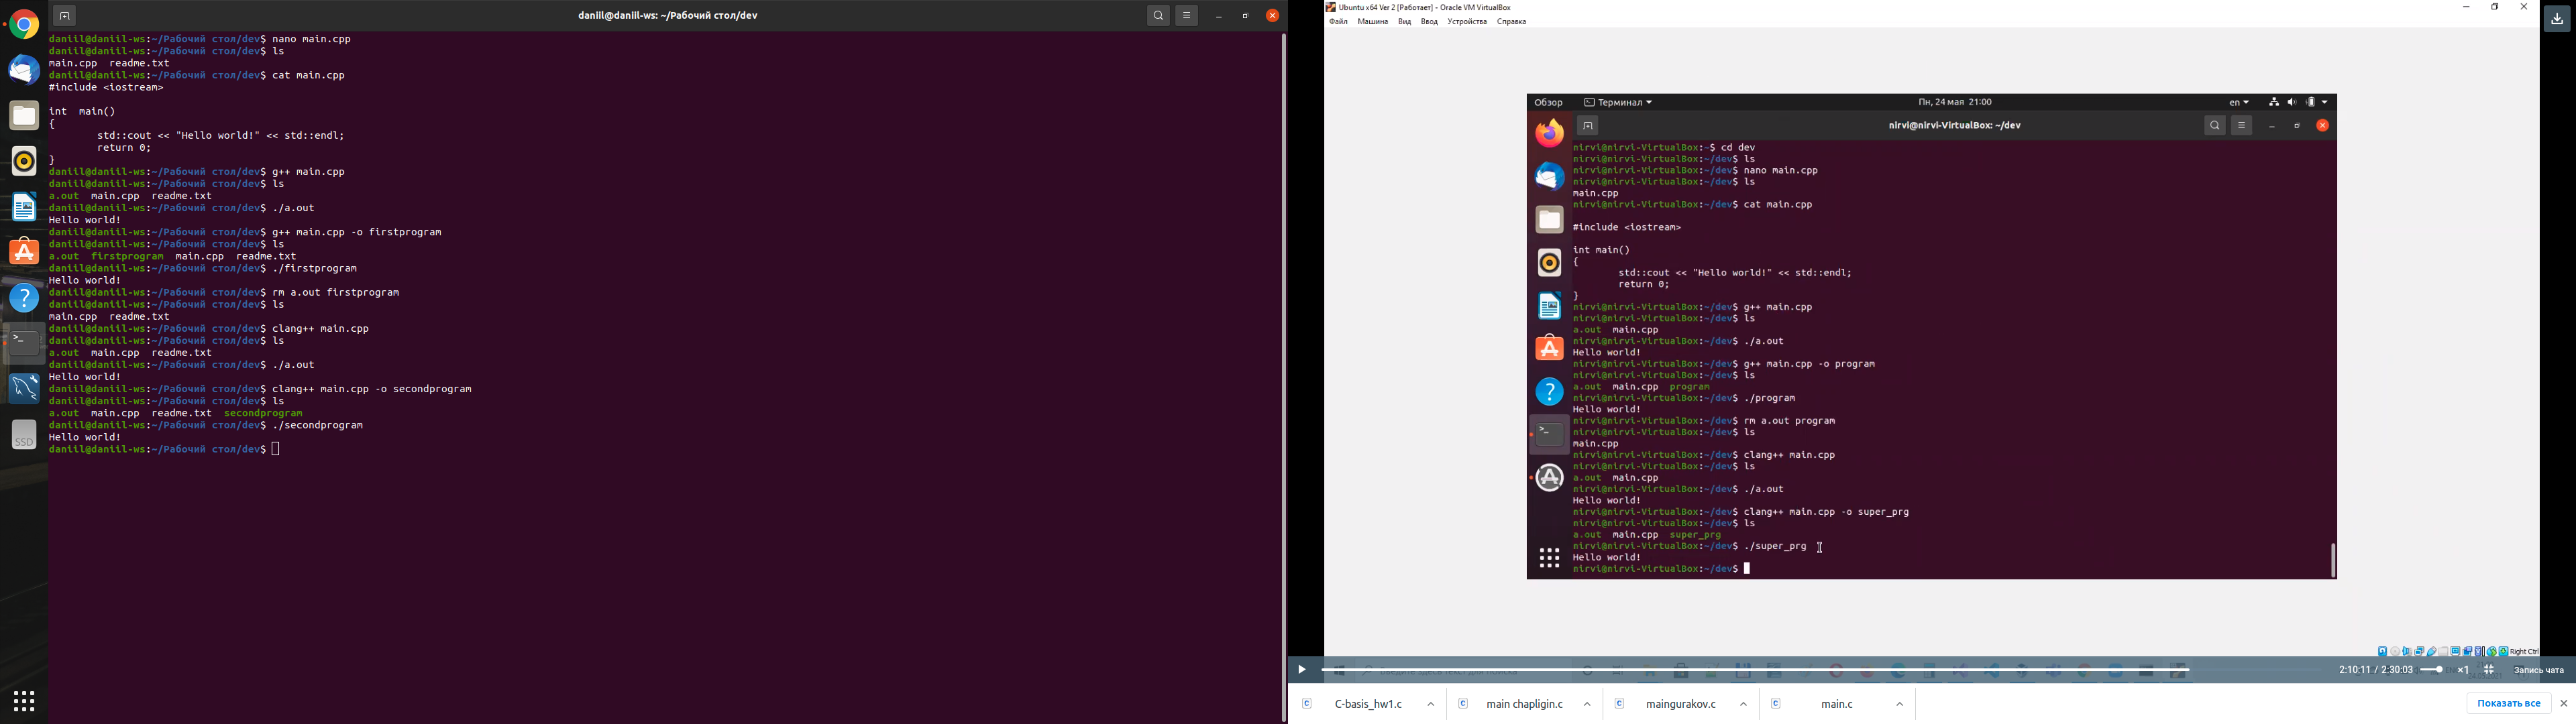 daniil@daniil-ws: ~/Рабочий стол/dev
daniil@daniil-ws:~/Рабочий стол/dev$ nano main.cpp
daniil@daniil-ws:~/Рабочий стол/dev$ ls
main.cpp  readme.txt
daniil@daniil-ws:~/Рабочий стол/dev$ cat main.cpp
#include <iostream>
int  main()
{
        std::cout << "Hello world!" << std::endl;
        return 0;
}
daniil@daniil-ws:~/Рабочий стол/dev$ g++ main.cpp
daniil@daniil-ws:~/Рабочий стол/dev$ ls
a.out  main.cpp  readme.txt
daniil@daniil-ws:~/Рабочий стол/dev$ ./a.out
Hello world!
daniil@daniil-ws:~/Рабочий стол/dev$ g++ main.cpp -o firstprogram
daniil@daniil-ws:~/Рабочий стол/dev$ ls
a.out  firstprogram  main.cpp  readme.txt
daniil@daniil-ws:~/Рабочий стол/dev$ ./firstprogram
Hello world!
daniil@daniil-ws:~/Рабочий стол/dev$ rm a.out firstprogram
daniil@daniil-ws:~/Рабочий стол/dev$ ls
main.cpp  readme.txt
daniil@daniil-ws:~/Рабочий стол/dev$ clang++ main.cpp
daniil@daniil-ws:~/Рабочий стол/dev$ ls
a.out  main.cpp  readme.txt
daniil@daniil-ws:~/Рабочий стол/dev$ ./a.out
Hello world!
daniil@daniil-ws:~/Рабочий стол/dev$ clang++ main.cpp -o secondprogram
daniil@daniil-ws:~/Рабочий стол/dev$ ls
a.out  main.cpp  readme.txt  secondprogram
daniil@daniil-ws:~/Рабочий стол/dev$ ./secondprogram
Hello world!
daniil@daniil-ws:~/Рабочий стол/dev$
SSD
Ubuntu x64 Ver 2 [Работает] - Oracle VM VirtualBox
Файл Машина Вид Ввод Устройства Справка
Обзор Терминал Пн, 24 мая 21:00 en
nirvi@nirvi-VirtualBox: ~/dev
nirvi@nirvi-VirtualBox:~$ cd dev
nirvi@nirvi-VirtualBox:~/dev$ ls
nirvi@nirvi-VirtualBox:~/dev$ nano main.cpp
nirvi@nirvi-VirtualBox:~/dev$ ls
main.cpp
nirvi@nirvi-VirtualBox:~/dev$ cat main.cpp
#include <iostream>
int main()
{
        std::cout << "Hello world!" << std::endl;
        return 0;
}
nirvi@nirvi-VirtualBox:~/dev$ g++ main.cpp
nirvi@nirvi-VirtualBox:~/dev$ ls
a.out  main.cpp
nirvi@nirvi-VirtualBox:~/dev$ ./a.out
Hello world!
nirvi@nirvi-VirtualBox:~/dev$ g++ main.cpp -o program
nirvi@nirvi-VirtualBox:~/dev$ ls
a.out  main.cpp  program
nirvi@nirvi-VirtualBox:~/dev$ ./program
Hello world!
nirvi@nirvi-VirtualBox:~/dev$ rm a.out program
nirvi@nirvi-VirtualBox:~/dev$ ls
main.cpp
nirvi@nirvi-VirtualBox:~/dev$ clang++ main.cpp
nirvi@nirvi-VirtualBox:~/dev$ ls
a.out  main.cpp
nirvi@nirvi-VirtualBox:~/dev$ ./a.out
Hello world!
nirvi@nirvi-VirtualBox:~/dev$ clang++ main.cpp -o super_prg
nirvi@nirvi-VirtualBox:~/dev$ ls
a.out  main.cpp  super_prg
nirvi@nirvi-VirtualBox:~/dev$ ./super_prg
Hello world!
nirvi@nirvi-VirtualBox:~/dev$
Right Ctrl
2:10:11 / 2:30:03 ×1 Запись чата
C-basis_hw1.c main chapligin.c maingurakov.c main.c Показать все